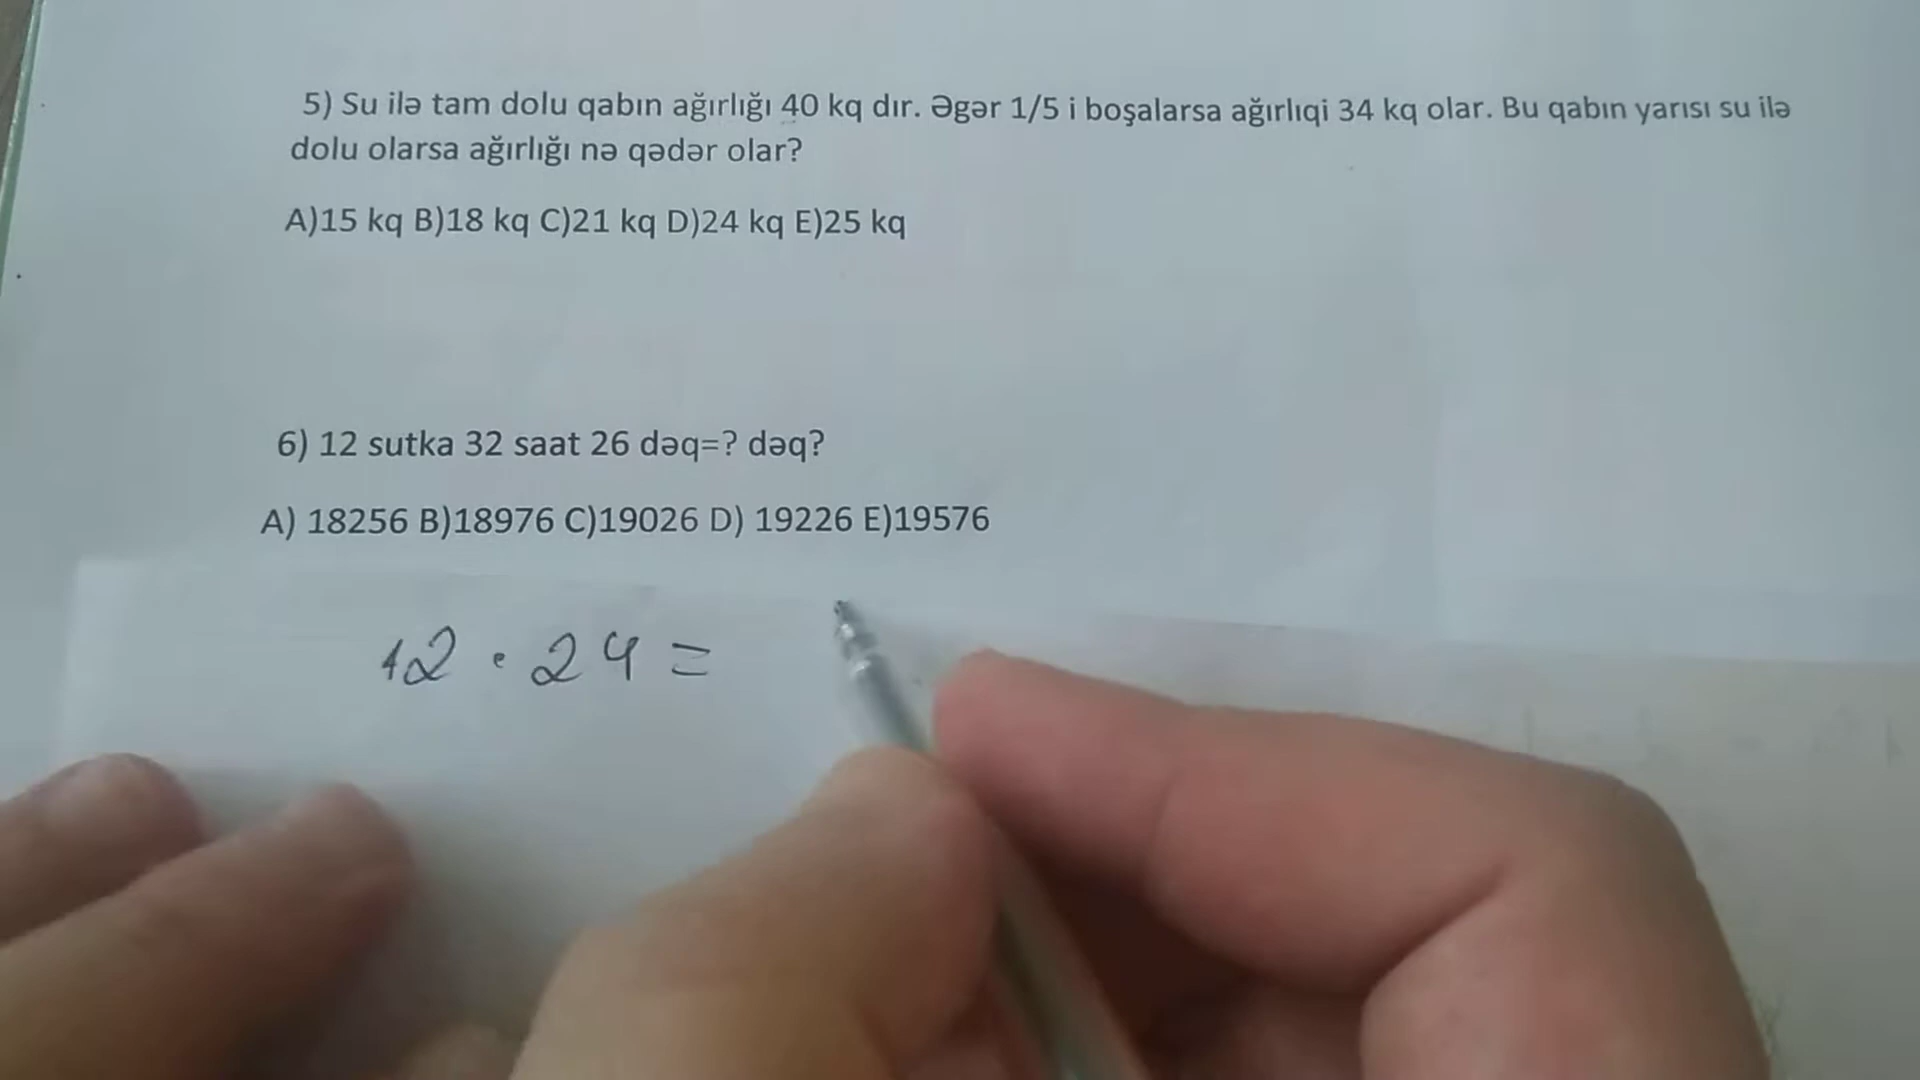 5) Su ilə tam dolu qabın ağırlığı 40 kq dır. Əgər 1/5 i boşalarsa ağırlıqi 34 kq olar. Bu qabın yarısı su ilə
dolu olarsa ağırlığı nə qədər olar?
A)15 kq B)18 kq C)21 kq D)24 kq E)25 kq
6) 12 sutka 32 saat 26 dəq=? dəq?
A) 18256 B)18976 C)19026 D) 19226 E)19576
12 · 24 =